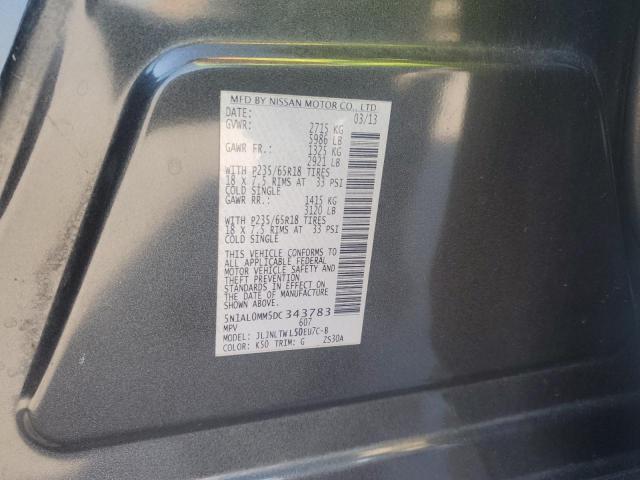 MFD BY NISSAN MOTOR CO., LTD
DATE: 03/13
GVWR: 2715 KG
5986 LB
GAWR FR.: 1325 KG
2921 LB
WITH P235/65R18 TIRES
18 X 7.5 RIMS AT 33 PSI
COLD SINGLE
GAWR RR.: 1415 KG
3120 LB
WITH P235/65R18 TIRES
18 X 7.5 RIMS AT 33 PSI
COLD SINGLE
THIS VEHICLE CONFORMS TO
ALL APPLICABLE FEDERAL
MOTOR VEHICLE SAFETY AND
THEFT PREVENTION
STANDARDS IN EFFECT ON
THE DATE OF MANUFACTURE
SHOWN ABOVE.
5N1AL0MM5DC343783
MPV 607
MODEL: JLJNLTWL50EU7C-B
COLOR: K50 TRIM: G ZS30A